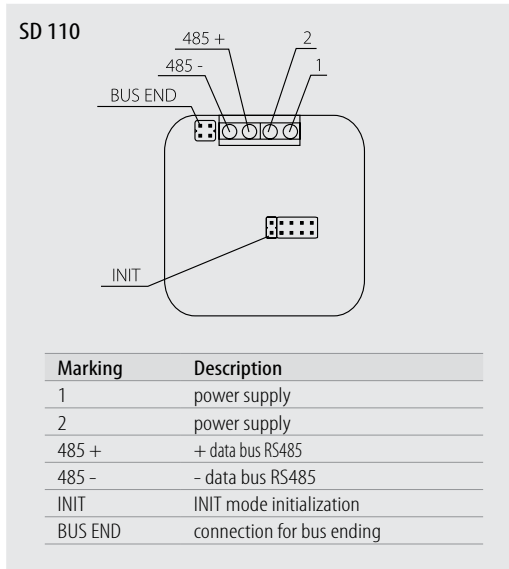 SD 110
485 + 2
485 - 1
BUS END
INIT
Marking Description
1 power supply
2 power supply
485 + + data bus RS485
485 - - data bus RS485
INIT INIT mode initialization
BUS END connection for bus ending